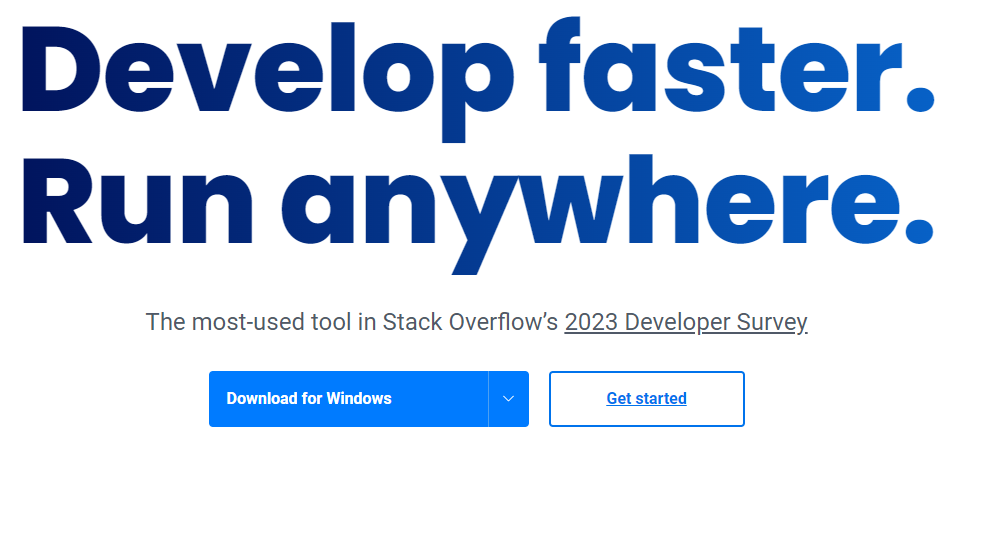 Develop faster.
Run anywhere.
The most-used tool in Stack Overflow’s 2023 Developer Survey
Download for Windows
Get started